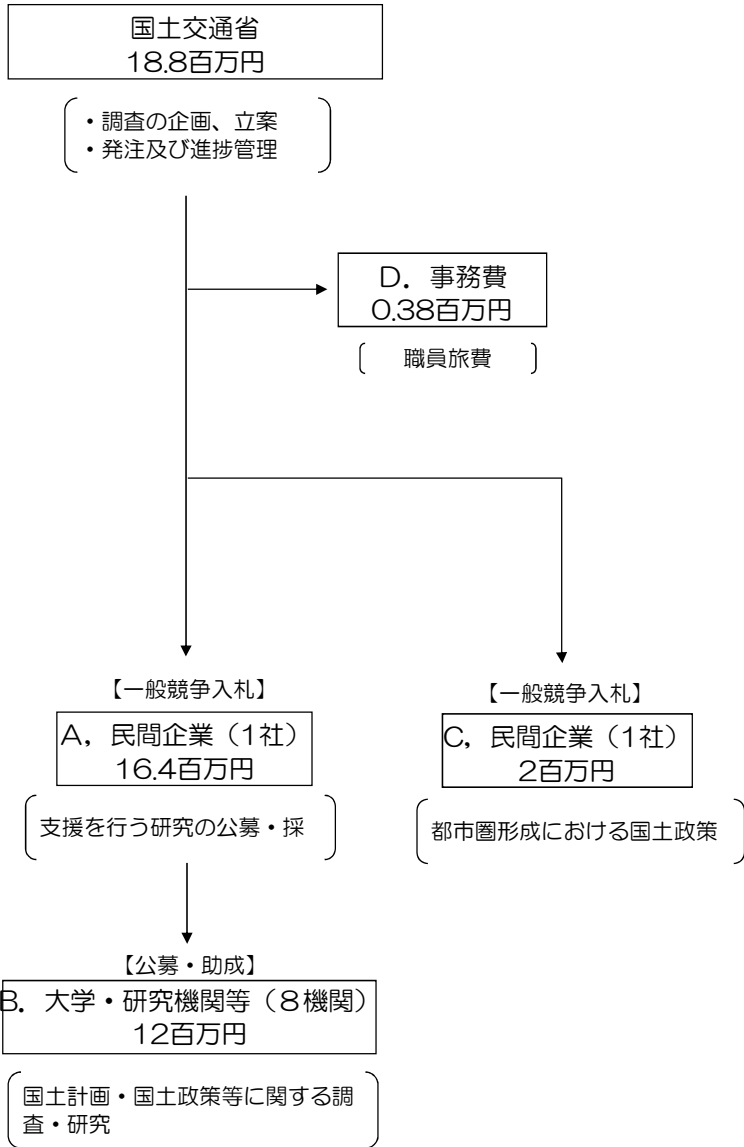 国土交通省
18.8百万円
・調査の企画、立案
・発注及び進捗管理
D．事務費
0.38百万円
職員旅費
【一般競争入札】
A，民間企業（1社）
16.4百万円
支援を行う研究の公募・採
【一般競争入札】
C，民間企業（1社）
2百万円
都市圏形成における国土政策
【公募・助成】
B．大学・研究機関等（８機関）
12百万円
国土計画・国土政策等に関する調
査・研究